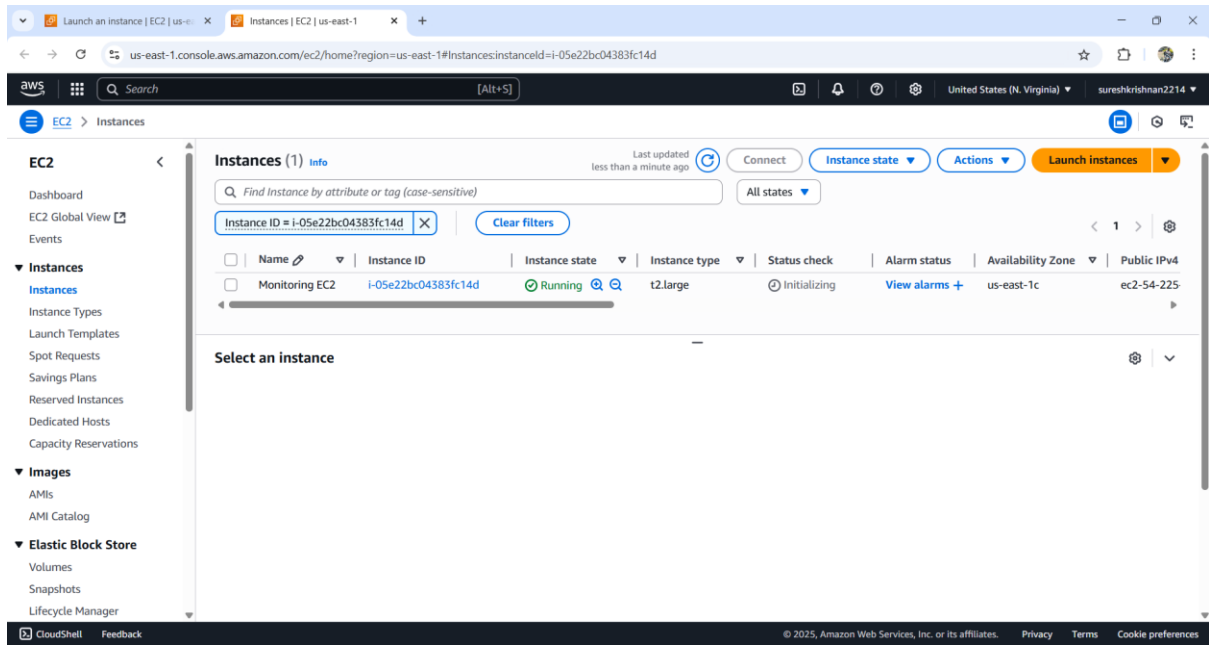 Launch an instance | EC2 | us-ea
Instances | EC2 | us-east-1
us-east-1.console.aws.amazon.com/ec2/home?region=us-east-1#Instances:instanceId=i-05e22bc04383fc14d
aws
Search
[Alt+S]
United States (N. Virginia)
sureshkrishnan2214
EC2 > Instances
EC2
Dashboard
EC2 Global View
Events
Instances
Instances
Instance Types
Launch Templates
Spot Requests
Savings Plans
Reserved Instances
Dedicated Hosts
Capacity Reservations
Images
AMIs
AMI Catalog
Elastic Block Store
Volumes
Snapshots
Lifecycle Manager
Instances (1) Info
Last updated
less than a minute ago
Connect
Instance state
Actions
Launch instances
Find Instance by attribute or tag (case-sensitive)
All states
Instance ID = i-05e22bc04383fc14d
Clear filters
1
Name
Instance ID
Instance state
Instance type
Status check
Alarm status
Availability Zone
Public IPv4
Monitoring EC2
i-05e22bc04383fc14d
Running
t2.large
Initializing
View alarms +
us-east-1c
ec2-54-225-
Select an instance
CloudShell
Feedback
© 2025, Amazon Web Services, Inc. or its affiliates.
Privacy
Terms
Cookie preferences